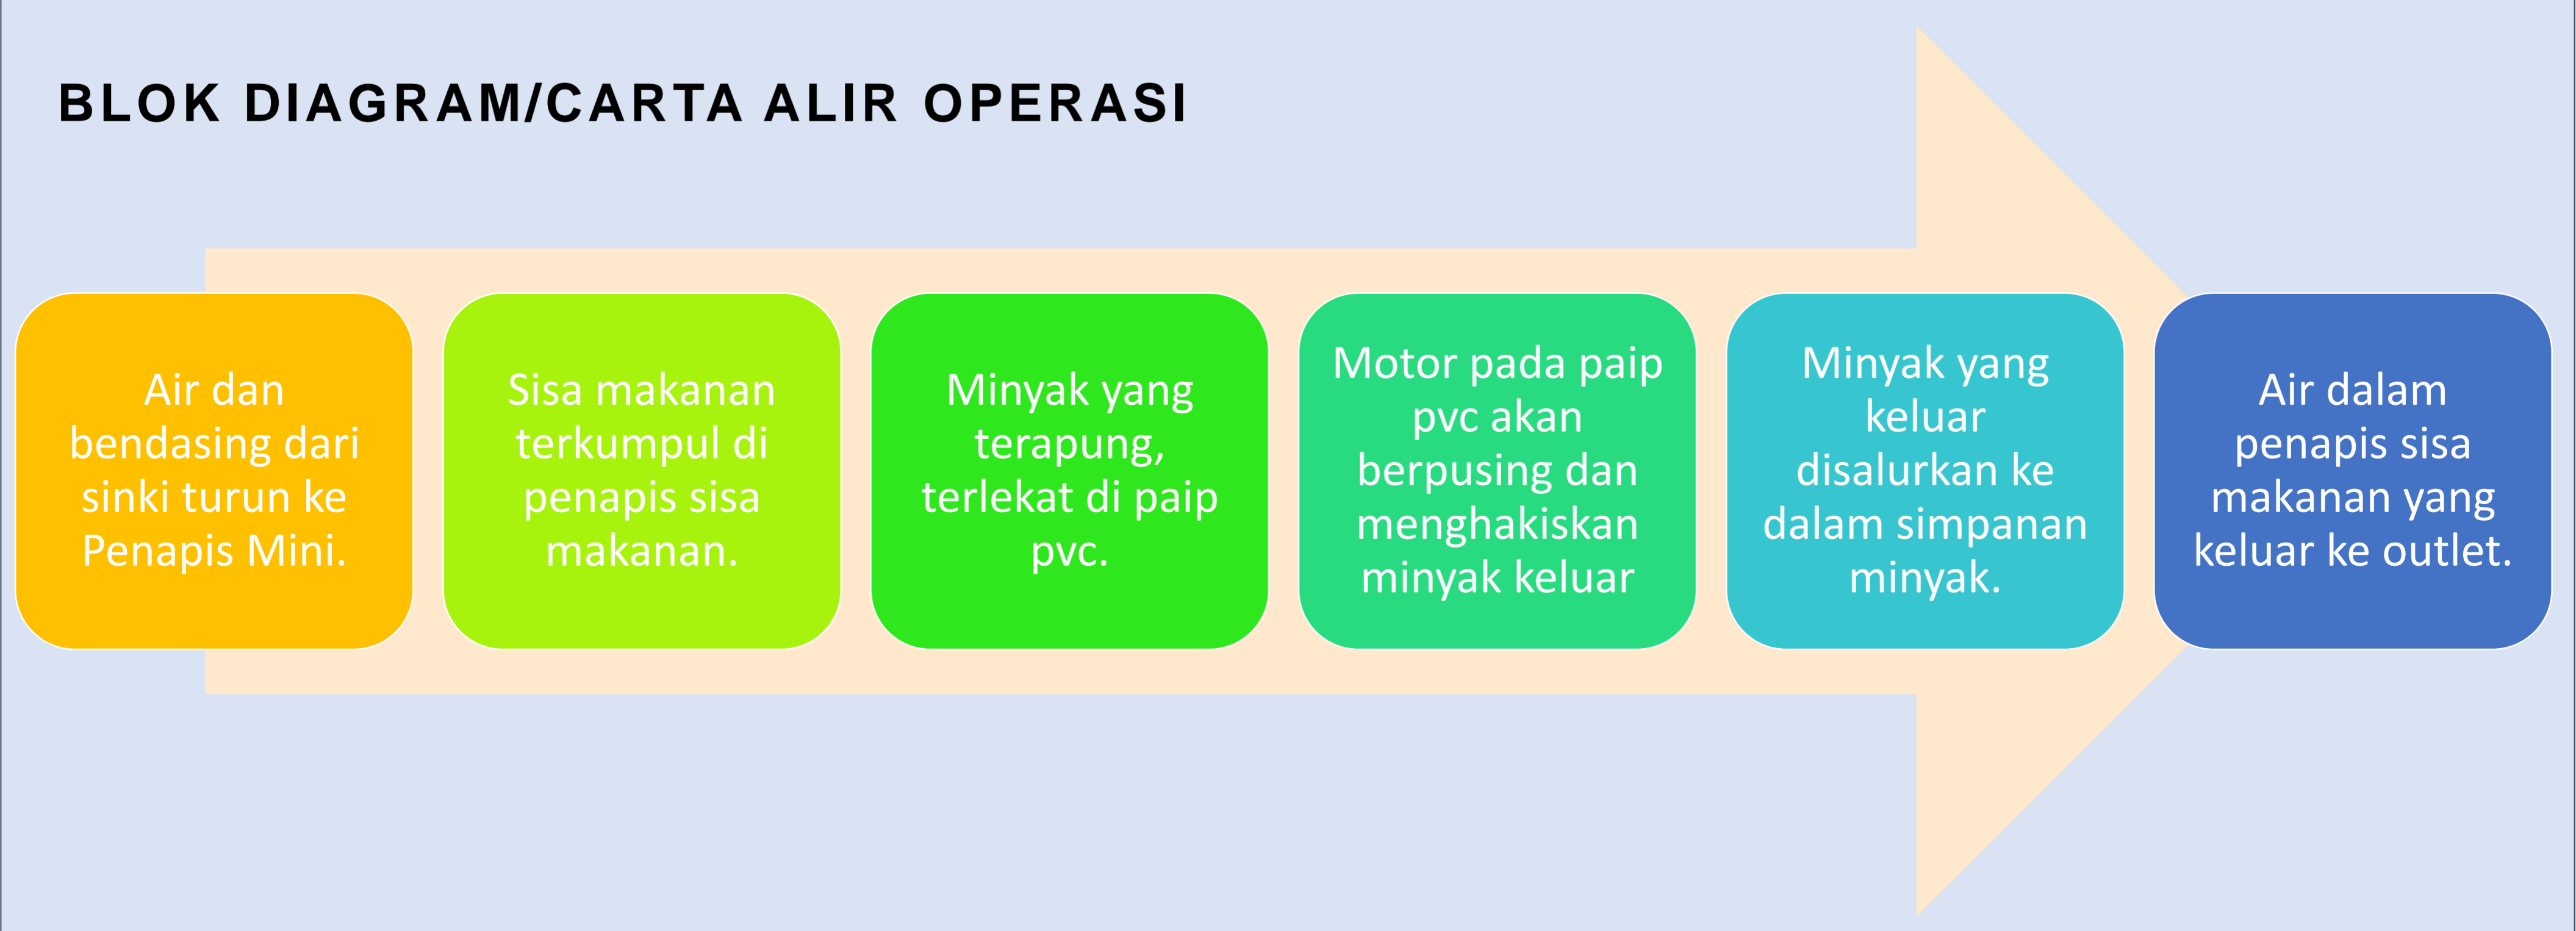 BLOK DIAGRAM/CARTA ALIR OPERASI
Air dan
bendasing dari
sinki turun ke
Penapis Mini.
Sisa makanan
terkumpul di
penapis sisa
makanan.
Minyak yang
terapung,
terlekat di paip
pvc.
Motor pada paip
pvc akan
berpusing dan
menghakiskan
minyak keluar
Minyak yang
keluar
disalurkan ke
dalam simpanan
minyak.
Air dalam
penapis sisa
makanan yang
keluar ke outlet.